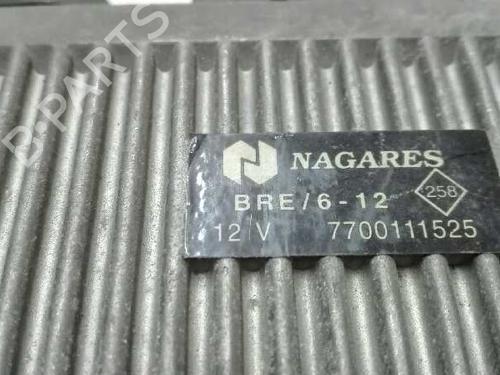 B-PARTS
NAGARES
BRE/6-12
258
12 V 7700111525